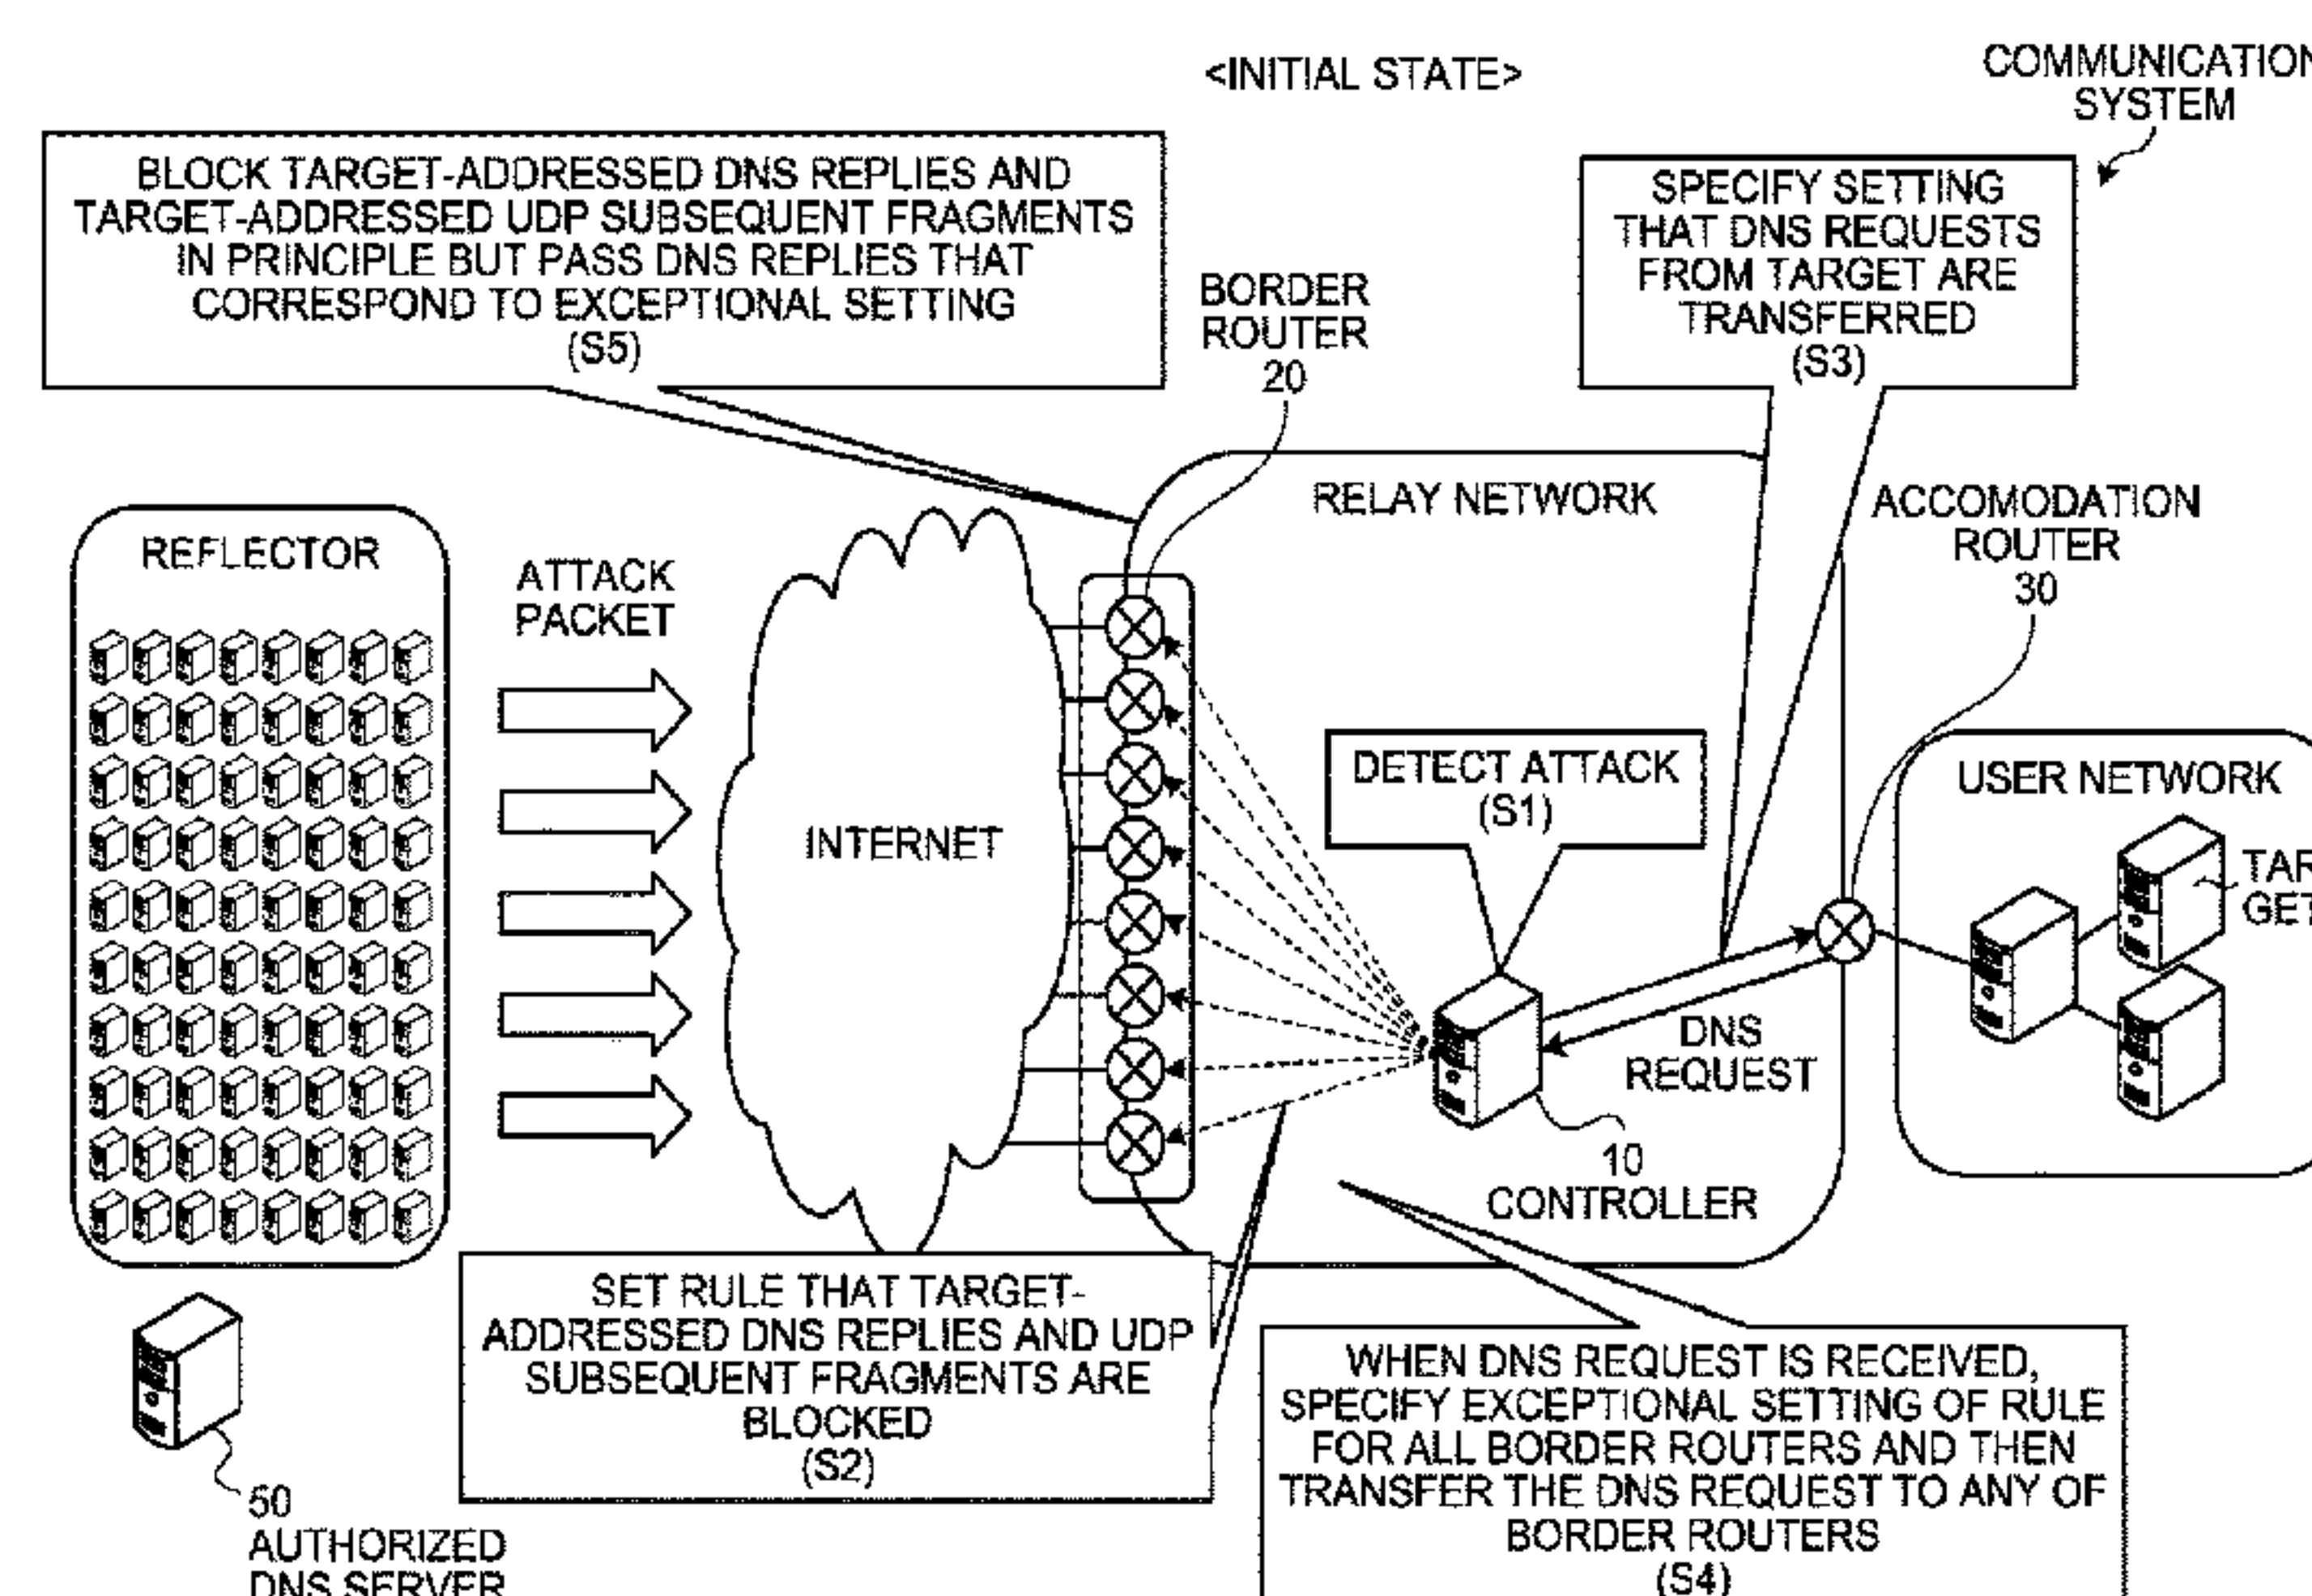 <INITIAL STATE>
COMMUNICATION
SYSTEM
BLOCK TARGET-ADDRESSED DNS REPLIES AND
TARGET-ADDRESSED UDP SUBSEQUENT FRAGMENTS
IN PRINCIPLE BUT PASS DNS REPLIES THAT
CORRESPOND TO EXCEPTIONAL SETTING
(S5)
SPECIFY SETTING
THAT DNS REQUESTS
FROM TARGET ARE
TRANSFERRED
(S3)
BORDER
ROUTER
20
RELAY NETWORK
ACCOMODATION
ROUTER
30
REFLECTOR
ATTACK
PACKET
INTERNET
DETECT ATTACK
(S1)
USER NETWORK
TAR
GET
DNS
REQUEST
10
CONTROLLER
SET RULE THAT TARGET-
ADDRESSED DNS REPLIES AND UDP
SUBSEQUENT FRAGMENTS ARE
BLOCKED
(S2)
WHEN DNS REQUEST IS RECEIVED,
SPECIFY EXCEPTIONAL SETTING OF RULE
FOR ALL BORDER ROUTERS AND THEN
TRANSFER THE DNS REQUEST TO ANY OF
BORDER ROUTERS
(S4)
50
AUTHORIZED
DNS SERVER